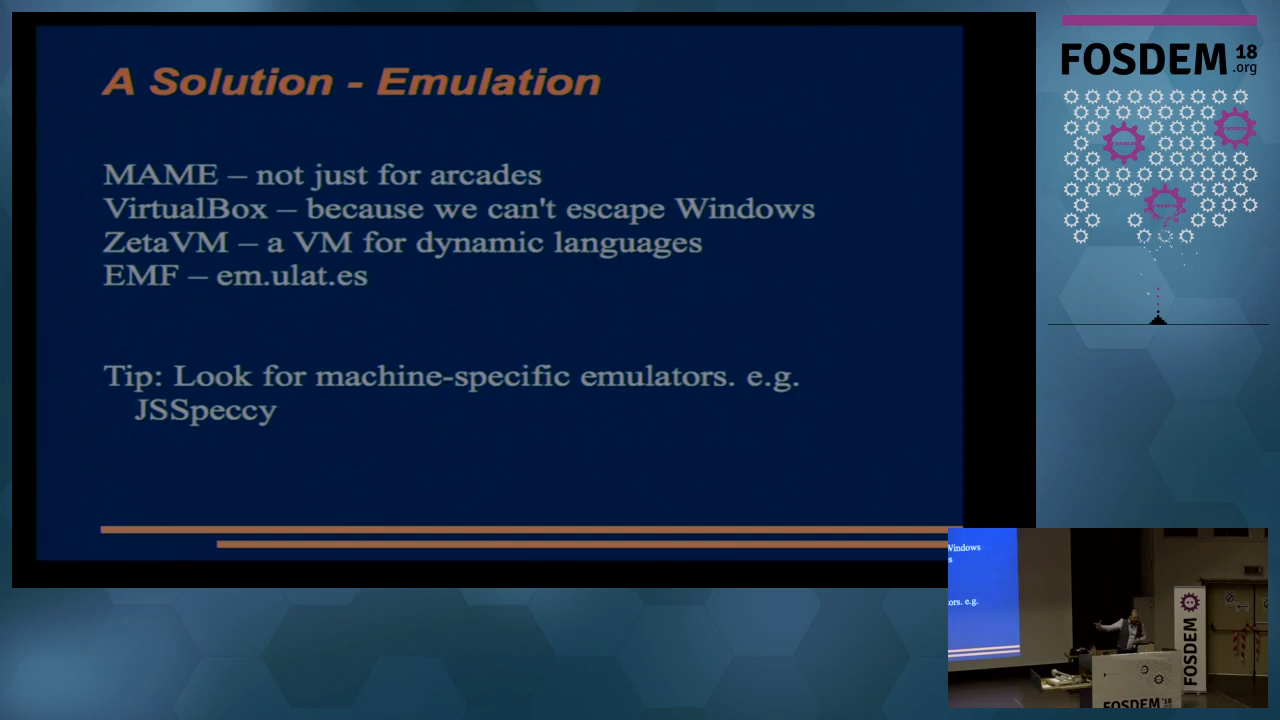 A Solution - Emulation
MAME – not just for arcades
VirtualBox – because we can't escape Windows
ZetaVM – a VM for dynamic languages
EMF – em.ulat.es
Tip: Look for machine-specific emulators. e.g.
JSSpeccy
FOSDEM 18
.org
Windows
s
ors. e.g.
FOSDEM
FOSDEM '18